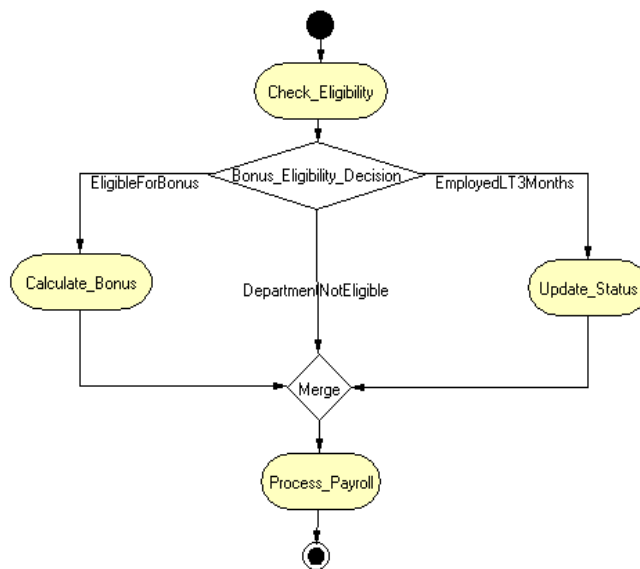 Check_Eligibility
Bonus_Eligibility_Decision
EligibleForBonus
EmployedLT3Months
Calculate_Bonus
DepartmentNotEligible
Update_Status
Merge
Process_Payroll